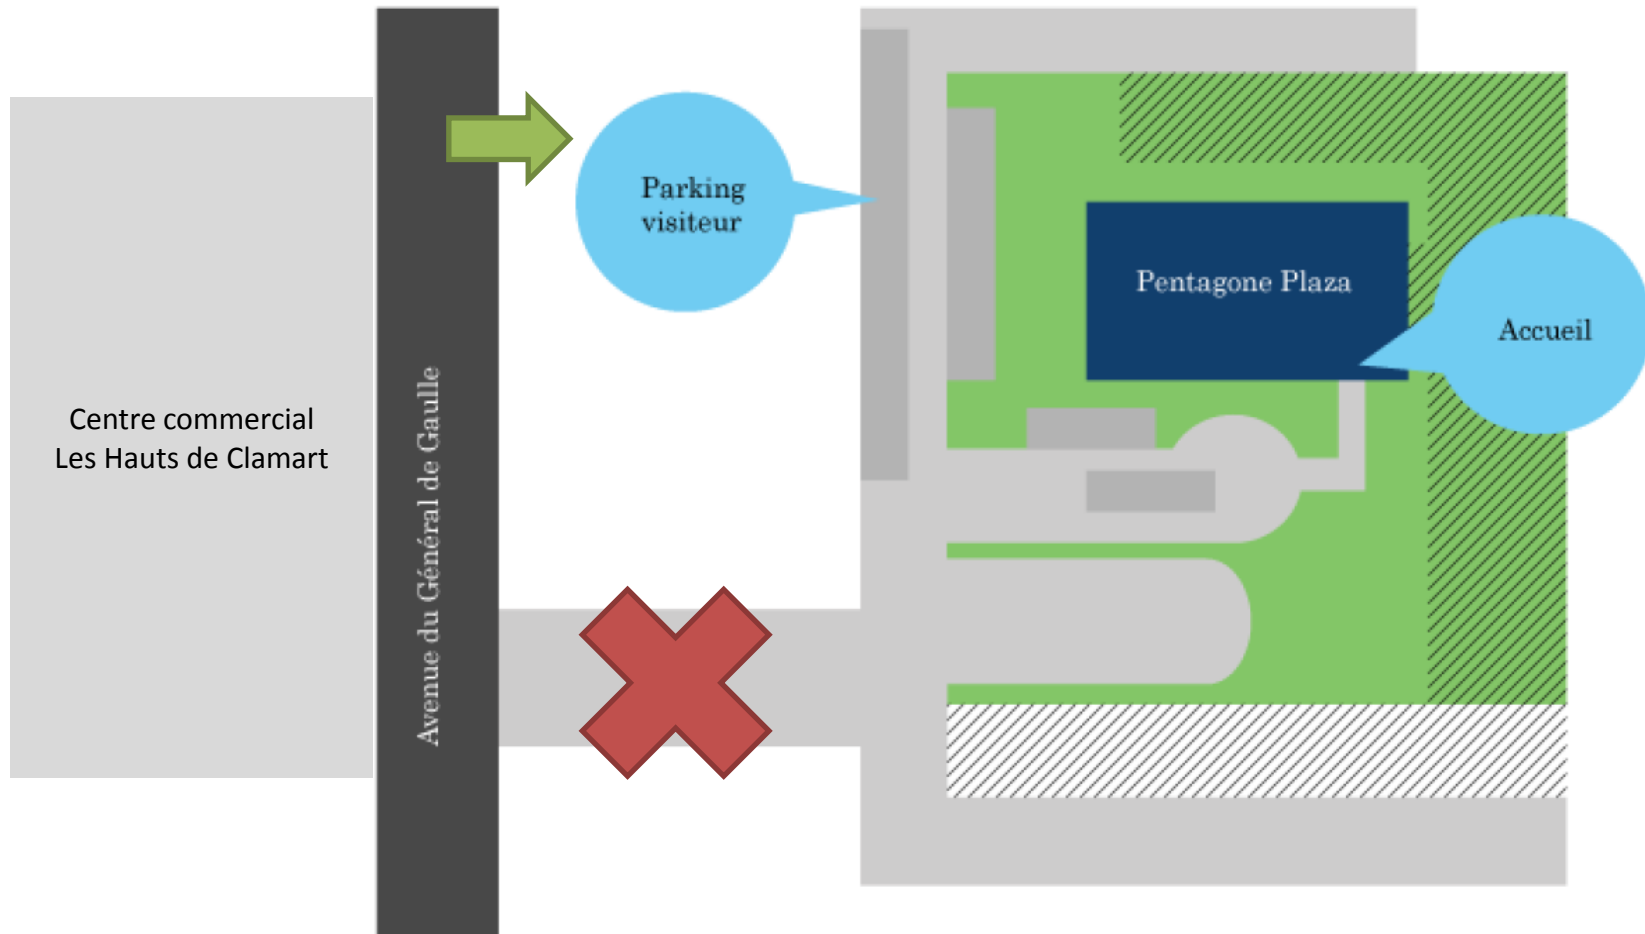 Parking
visiteur
Pentagone Plaza
Accueil
Centre commercial
Les Hauts de Clamart
Avenue du Général de Gaulle